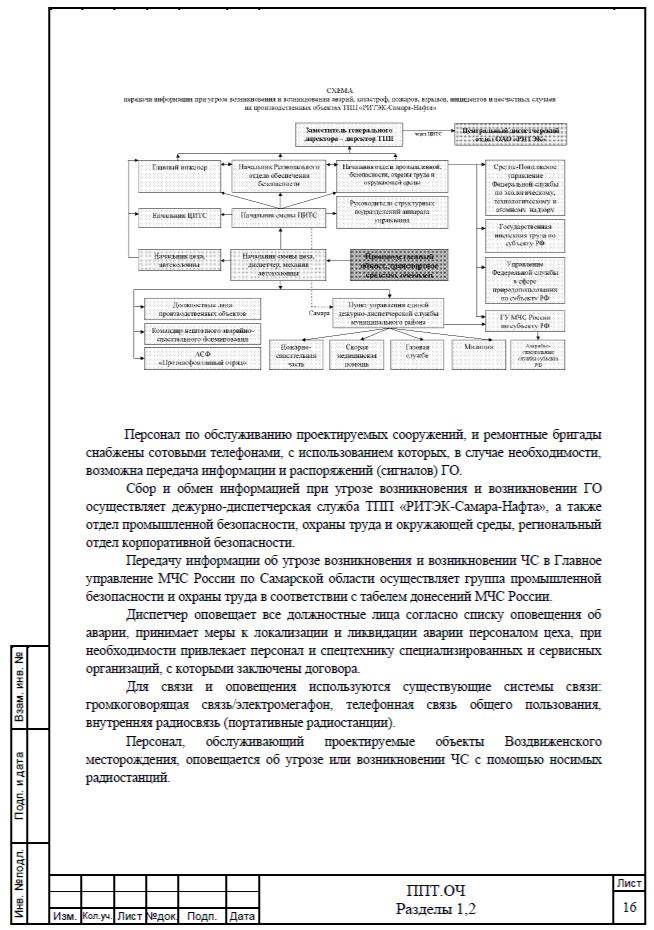 СХЕМА
передачи информации при угрозе возникновения и возникновении аварий, катастроф, пожаров, взрывов, инцидентов и несчастных случаев
на производственных объектах ТПП «РИТЭК-Самара-Нафта»
Заместитель генерального
директора – директор ТПП
через ЦИТС
Центральный диспетчерский
отдел ОАО «РИТЭК»
Главный инженер
Начальник Регионального
отдела обеспечения
безопасности
Начальник отдела промышленной
безопасности, охраны труда и
окружающей среды
Средне-Поволжское
управление
Федеральной службы
по экологическому,
технологическому и
атомному надзору
Начальник ЦИТС
Начальник смены ЦИТС
Руководители структурных
подразделений аппарата
управления
Государственная
инспекция труда по
субъекту РФ
Начальник цеха,
автоколонны
Начальник смены цеха,
диспетчер, механик
автоколонны
Производственный
объект, транспортное
средство
Управление
Федеральной службы
в сфере
природопользования
по субъекту РФ
Должностные лица
производственных объектов
Самара
Пункт управления единой
дежурно-диспетчерской службы
муниципального района
ГУ МЧС России
по субъекту РФ
Командир нештатного аварийно-
спасательного формирования
АСФ
«Противофонтанный отряд»
Пожарно-
спасательная
часть
Скорая
медицинская
помощь
Газовая
служба
Милиция
Аварийно-
спасательные
службы субъекта
РФ
Персонал по обслуживанию проектируемых сооружений, и ремонтные бригады
снабжены сотовыми телефонами, с использованием которых, в случае необходимости,
возможна передача информации и распоряжений (сигналов) ГО.
Сбор и обмен информацией при угрозе возникновения и возникновении ГО
осуществляет дежурно-диспетчерская служба ТПП «РИТЭК-Самара-Нафта», а также
отдел промышленной безопасности, охраны труда и окружающей среды, региональный
отдел корпоративной безопасности.
Передачу информации об угрозе возникновения и возникновении ЧС в Главное
управление МЧС России по Самарской области осуществляет группа промышленной
безопасности и охраны труда в соответствии с табелем донесений МЧС России.
Диспетчер оповещает все должностные лица согласно списку оповещения об
аварии, принимает меры к локализации и ликвидации аварии персоналом цеха, при
необходимости привлекает персонал и спецтехнику специализированных и сервисных
организаций, с которыми заключены договора.
Для связи и оповещения используются существующие системы связи:
громкоговорящая связь/электромегафон, телефонная связь общего пользования,
внутренняя радиосвязь (портативные радиостанции).
Персонал, обслуживающий проектируемые объекты Воздвиженского
месторождения, оповещается об угрозе или возникновении ЧС с помощью носимых
радиостанций.
Взам. инв. №
Подп. и дата
Инв. №подл.
Изм. Кол.уч. Лист №док. Подп. Дата
ППТ.ОЧ
Разделы 1,2
Лист
16